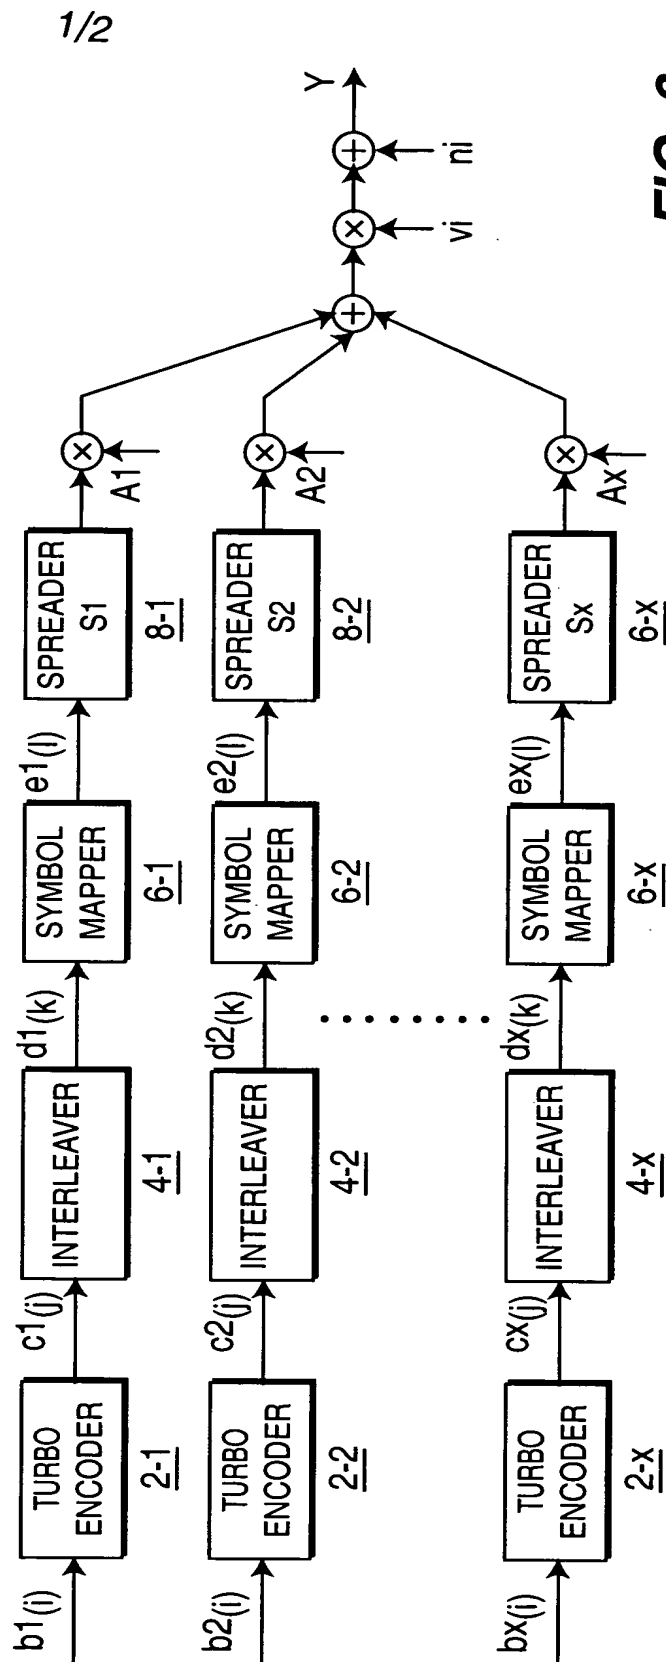 1/2
b1(i)
TURBO
ENCODER
2-1
c1(j)
INTERLEAVER
4-1
d1(k)
SYMBOL
MAPPER
6-1
e1(l)
SPREADER
S1
8-1
A1
b2(i)
TURBO
ENCODER
2-2
c2(j)
INTERLEAVER
4-2
d2(k)
SYMBOL
MAPPER
6-2
e2(l)
SPREADER
S2
8-2
A2
bx(i)
TURBO
ENCODER
2-x
cx(j)
INTERLEAVER
4-x
dx(k)
SYMBOL
MAPPER
6-x
ex(l)
SPREADER
Sx
6-x
Ax
vi
ni
Y
FIG.